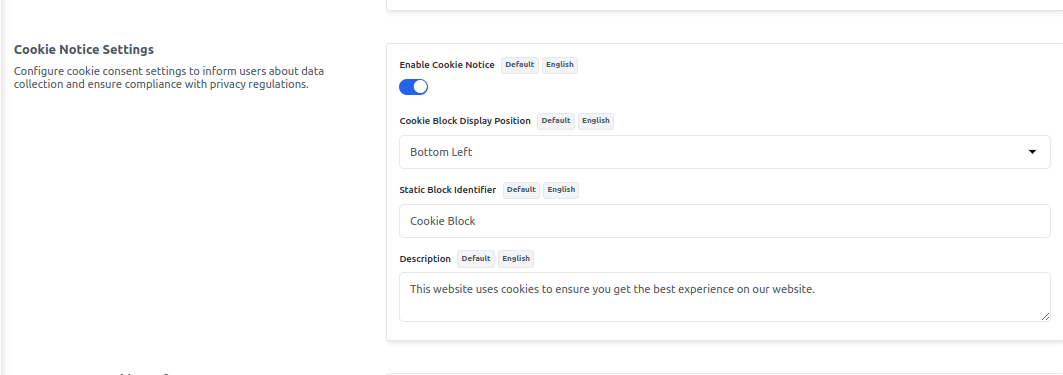 Cookie Notice Settings
Configure cookie consent settings to inform users about data
collection and ensure compliance with privacy regulations.
Enable Cookie Notice Default English
Cookie Block Display Position Default English
Bottom Left
Static Block Identifier Default English
Cookie Block
Description Default English
This website uses cookies to ensure you get the best experience on our website.